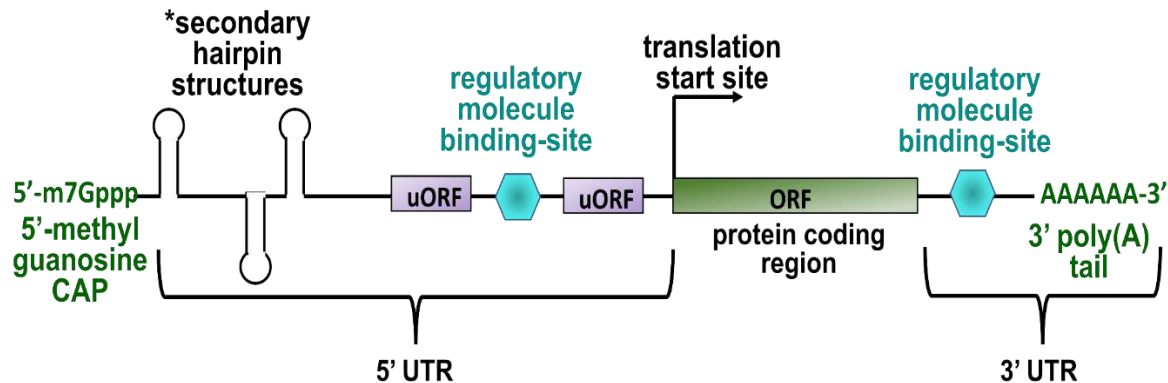 *secondary
hairpin
structures
regulatory
molecule
binding-site
translation
start site
regulatory
molecule
binding-site
5′-m7Gppp
uORF
uORF
ORF
AAAAAA-3′
5′-methyl
guanosine
CAP
protein coding
region
3′ poly(A)
tail
5′ UTR
3′ UTR